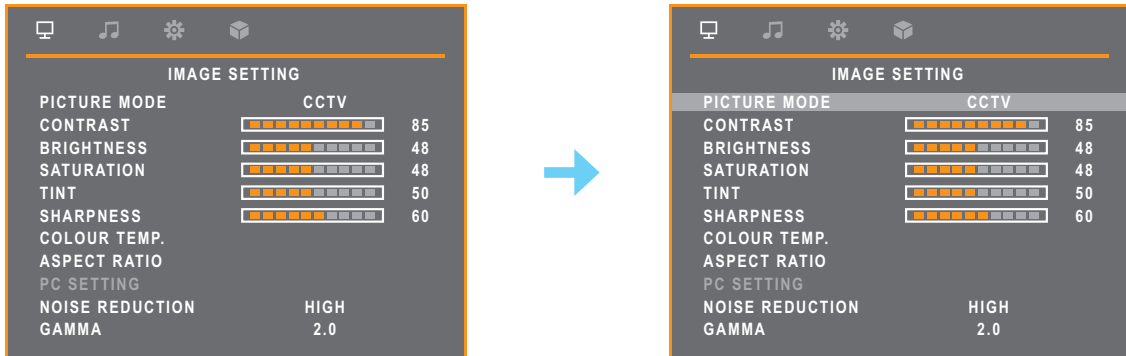 IMAGE SETTING
PICTURE MODE CCTV
CONTRAST 85
BRIGHTNESS 48
SATURATION 48
TINT 50
SHARPNESS 60
COLOUR TEMP.
ASPECT RATIO
PC SETTING
NOISE REDUCTION HIGH
GAMMA 2.0
IMAGE SETTING
PICTURE MODE CCTV
CONTRAST 85
BRIGHTNESS 48
SATURATION 48
TINT 50
SHARPNESS 60
COLOUR TEMP.
ASPECT RATIO
PC SETTING
NOISE REDUCTION HIGH
GAMMA 2.0